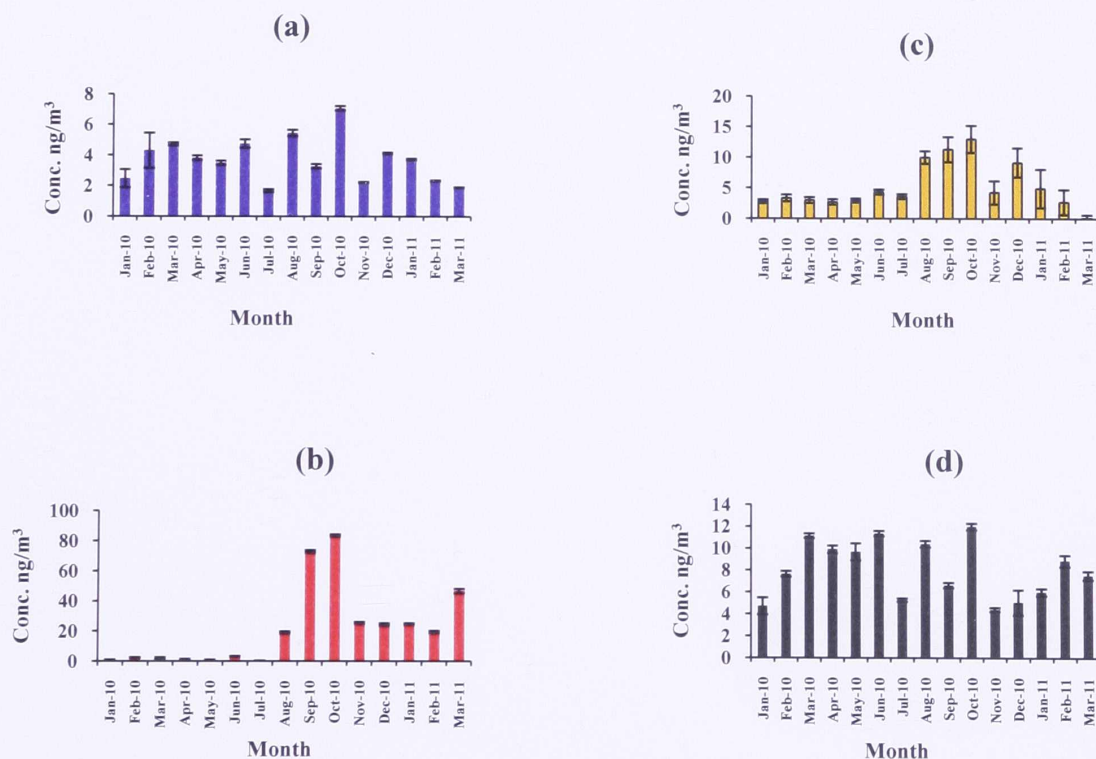 (a)
Conc. ng/m³
8
6
4
2
0
Jan-10
Feb-10
Mar-10
Apr-10
May-10
Jun-10
Jul-10
Aug-10
Sep-10
Oct-10
Nov-10
Dec-10
Jan-11
Feb-11
Mar-11
Month
(c)
Conc. ng/m³
20
15
10
5
0
Jan-10
Feb-10
Mar-10
Apr-10
May-10
Jun-10
Jul-10
Aug-10
Sep-10
Oct-10
Nov-10
Dec-10
Jan-11
Feb-11
Mar-11
Month
(b)
Conc. ng/m³
100
80
60
40
20
0
Jan-10
Feb-10
Mar-10
Apr-10
May-10
Jun-10
Jul-10
Aug-10
Sep-10
Oct-10
Nov-10
Dec-10
Jan-11
Feb-11
Mar-11
Month
(d)
Conc. ng/m³
14
12
10
8
6
4
2
0
Jan-10
Feb-10
Mar-10
Apr-10
May-10
Jun-10
Jul-10
Aug-10
Sep-10
Oct-10
Nov-10
Dec-10
Jan-11
Feb-11
Mar-11
Month